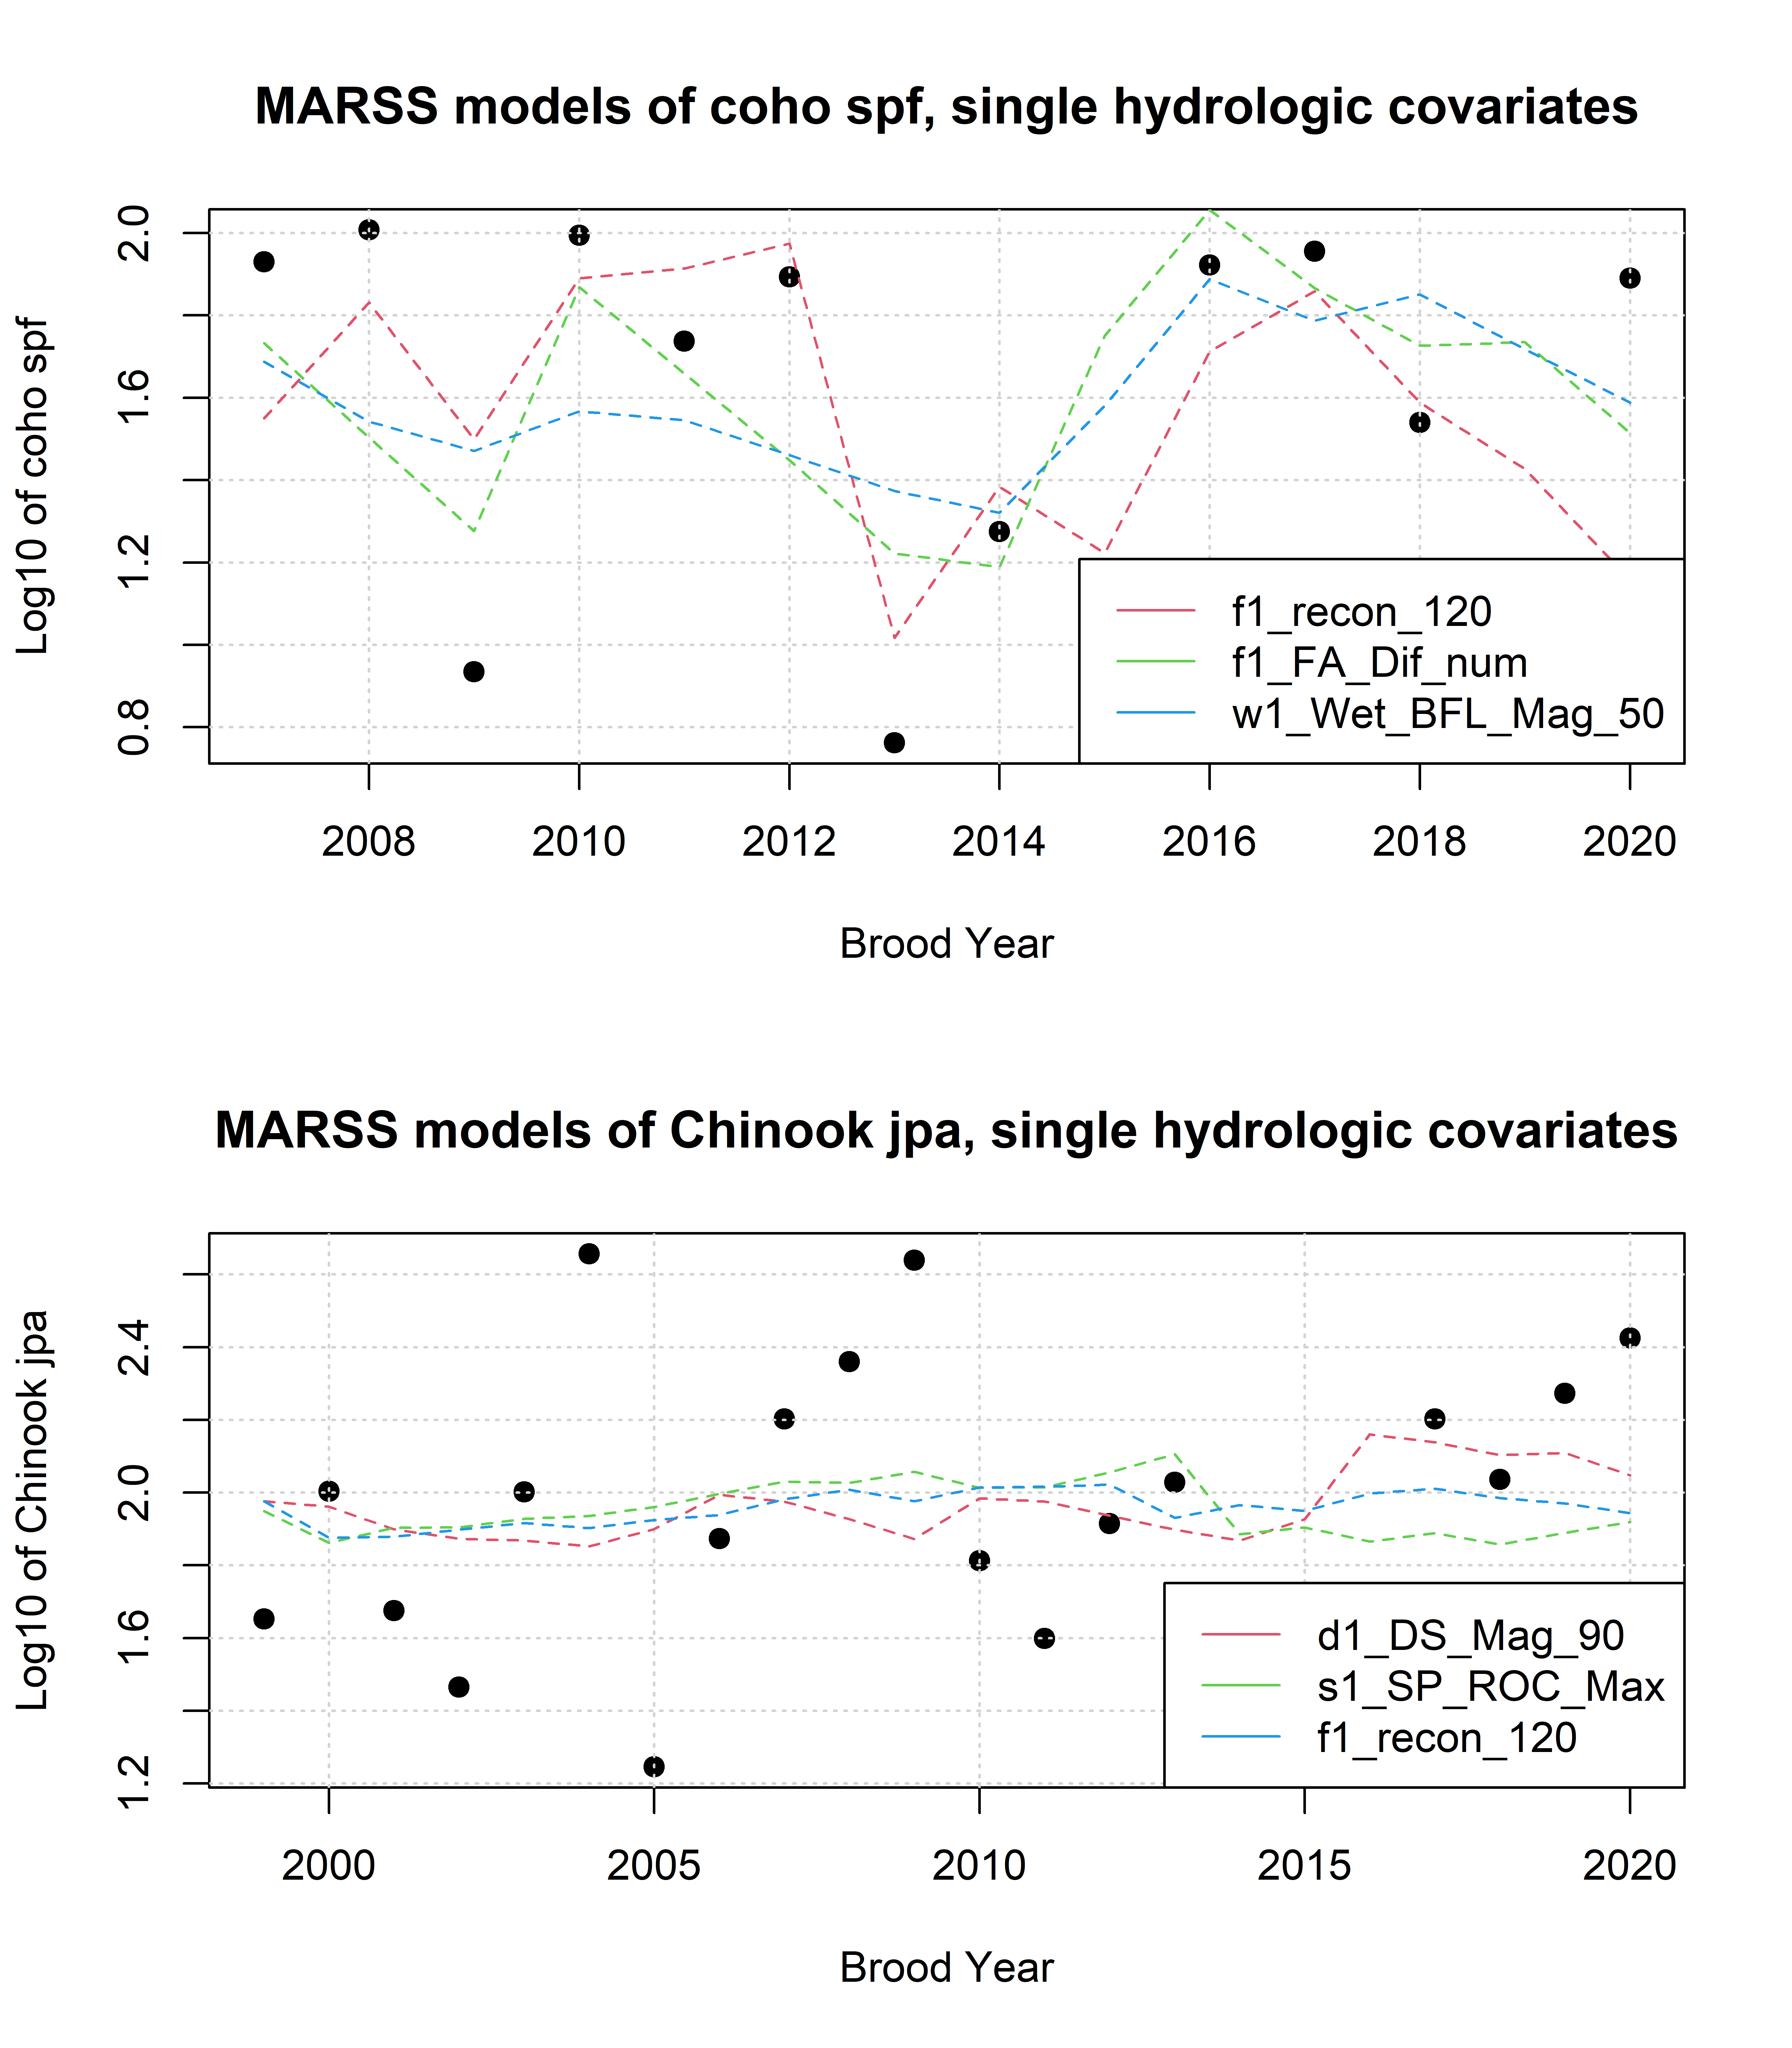 MARSS models of coho spf, single hydrologic covariates
Log10 of coho spf
2.0
1.6
1.2
0.8
f1_recon_120
f1_FA_Dif_num
w1_Wet_BFL_Mag_50
2008 2010 2012 2014 2016 2018 2020
Brood Year
MARSS models of Chinook jpa, single hydrologic covariates
Log10 of Chinook jpa
2.4
2.0
1.6
1.2
d1_DS_Mag_90
s1_SP_ROC_Max
f1_recon_120
2000 2005 2010 2015 2020
Brood Year